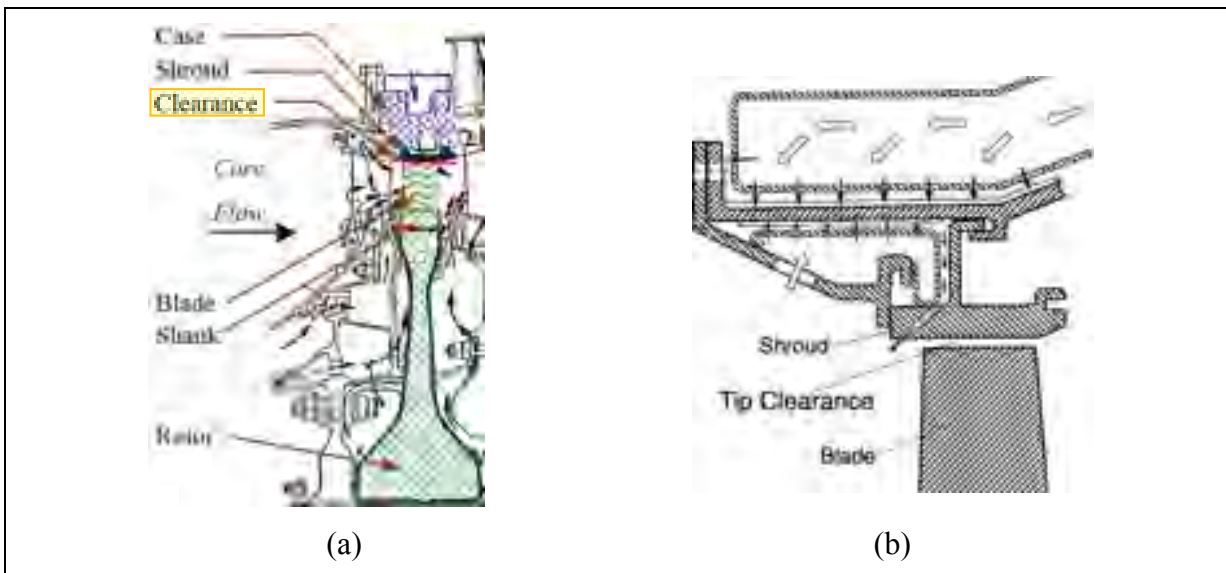 Case
Shroud
Clearance
Core
Flow
Blade
Shank
Rotor
(a)
Shroud
Tip Clearance
Blade
(b)